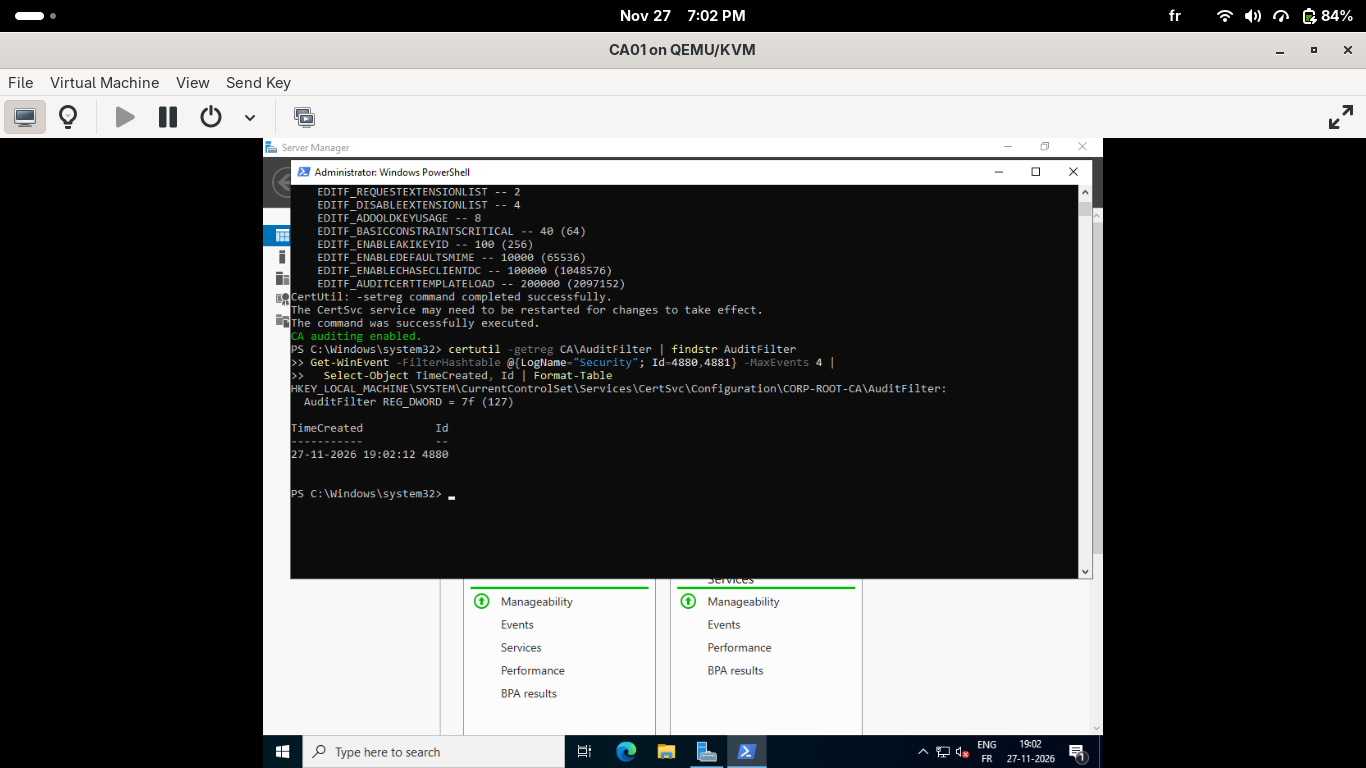 Nov 27 7:02 PM
fr
84%
CA01 on QEMU/KVM
File Virtual Machine View Send Key
Server Manager
Administrator: Windows PowerShell
EDITF_REQUESTEXTENSIONLIST -- 2
EDITF_DISABLEEXTENSIONLIST -- 4
EDITF_ADDOLDKEYUSAGE -- 8
EDITF_BASICCONSTRAINTSCRITICAL -- 40 (64)
EDITF_ENABLEAKIKEYID -- 100 (256)
EDITF_ENABLEDEFAULTSMIME -- 10000 (65536)
EDITF_ENABLECHASECLIENTDC -- 100000 (1048576)
EDITF_AUDITCERTTEMPLATELOAD -- 200000 (2097152)
CertUtil: -setreg command completed successfully.
The CertSvc service may need to be restarted for changes to take effect.
The command was successfully executed.
CA auditing enabled.
PS C:\Windows\system32> certutil -getreg CA\AuditFilter | findstr AuditFilter
>> Get-WinEvent -FilterHashtable @{LogName="Security"; Id=4880,4881} -MaxEvents 4 |
>>   Select-Object TimeCreated, Id | Format-Table
HKEY_LOCAL_MACHINE\SYSTEM\CurrentControlSet\Services\CertSvc\Configuration\CORP-ROOT-CA\AuditFilter:
AuditFilter REG_DWORD = 7f (127)
TimeCreated Id
----------- --
27-11-2026 19:02:12 4880
PS C:\Windows\system32>
Services
Manageability
Events
Services
Performance
BPA results
Manageability
Events
Performance
BPA results
Type here to search
ENG
FR
19:02
27-11-2026
1